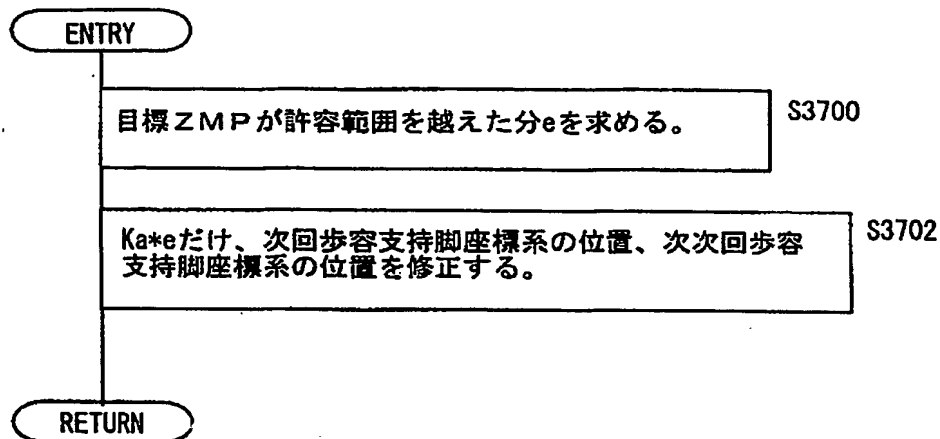 ENTRY
目標ZMPが許容範囲を越えた分eを求める。
S3700
Ka*eだけ、次回歩容支持脚座標系の位置、次次回歩容
支持脚座標系の位置を修正する。
S3702
RETURN